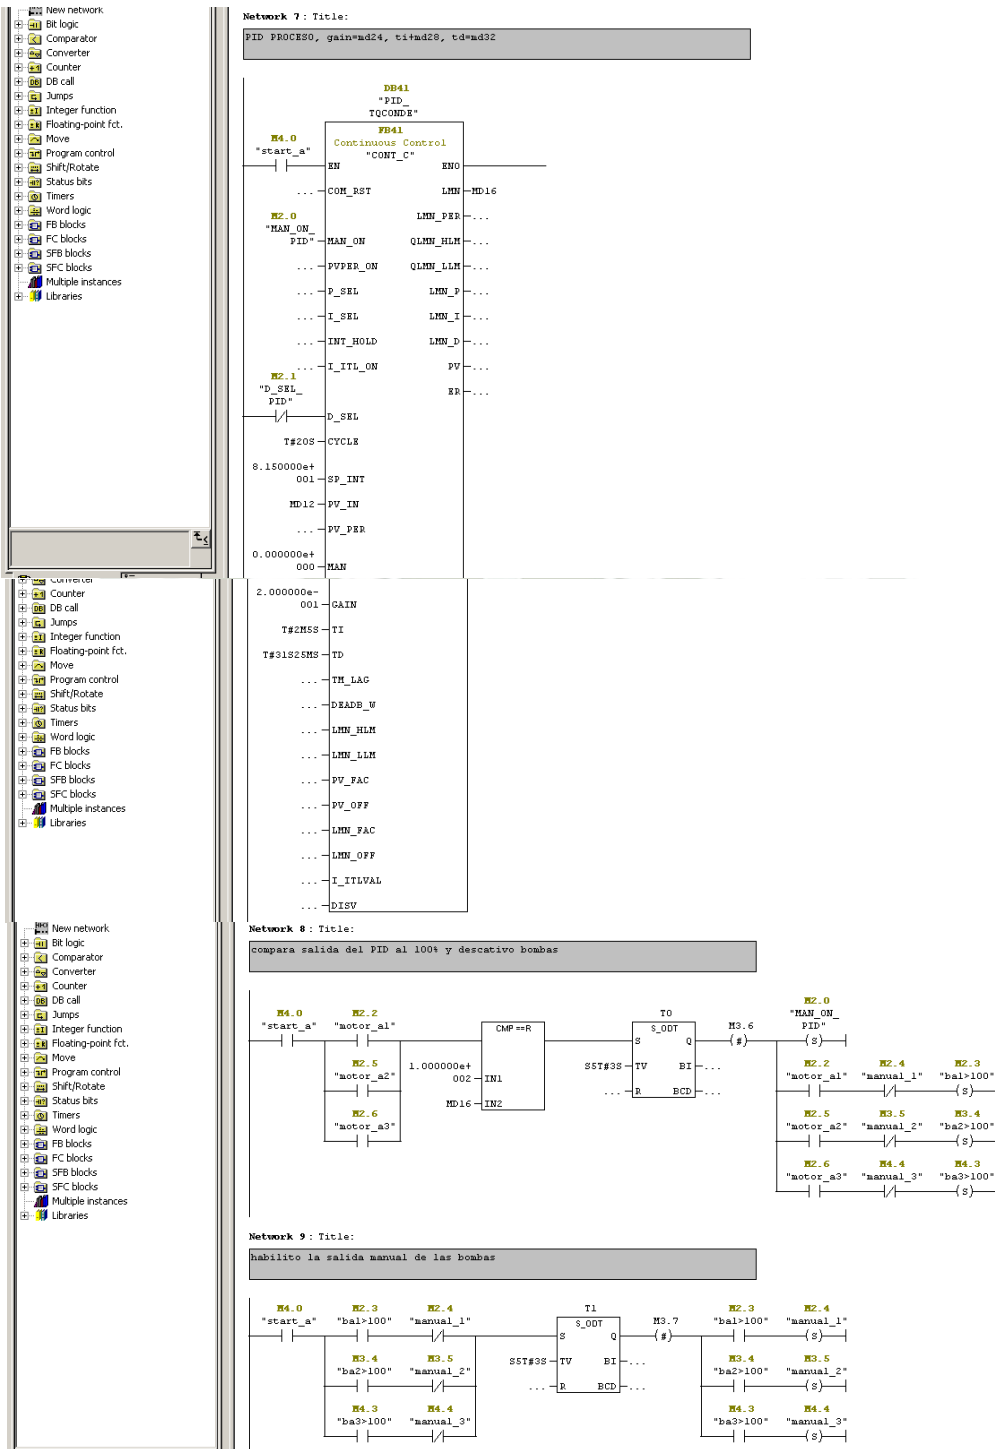 New network
Bit logic
Comparator
Converter
Counter
DB call
Jumps
Integer function
Floating-point fct.
Move
Program control
Shift/Rotate
Status bits
Timers
Word logic
FB blocks
FC blocks
SFB blocks
SFC blocks
Multiple instances
Libraries
Network 7: Title:
PID PROCESO, gain=md24, ti+md28, td=md32
DB41
"PID_
TQCONDE"
FB41
Continuous Control
"CONT_C"
M4.0
"start_a"
EN ENO
... COM_RST LMN MD16
LMN_PER ...
M2.0
"MAN_ON_
PID" MAN_ON QLMN_HLM ...
... PVPER_ON QLMN_LLM ...
... P_SEL LMN_P ...
... I_SEL LMN_I ...
... INT_HOLD LMN_D ...
... I_ITL_ON PV ...
M2.1
"D_SEL_
PID"
ER ...
D_SEL
T#20S CYCLE
8.150000e+
001 SP_INT
MD12 PV_IN
... PV_PER
0.000000e+
000 MAN
Converter
Counter
DB call
Jumps
Integer function
Floating-point fct.
Move
Program control
Shift/Rotate
Status bits
Timers
Word logic
FB blocks
FC blocks
SFB blocks
SFC blocks
Multiple instances
Libraries
2.000000e-
001 GAIN
T#2M5S TI
T#31S25MS TD
... TM_LAG
... DEADB_W
... LMN_HLM
... LMN_LLM
... PV_FAC
... PV_OFF
... LMN_FAC
... LMN_OFF
... I_ITLVAL
... DISV
New network
Bit logic
Comparator
Converter
Counter
DB call
Jumps
Integer function
Floating-point fct.
Move
Program control
Shift/Rotate
Status bits
Timers
Word logic
FB blocks
FC blocks
SFB blocks
SFC blocks
Multiple instances
Libraries
Network 8: Title:
compara salida del PID al 100% y descativo bombas
M4.0
"start_a"
M2.2
"motor_a1"
M2.5
"motor_a2"
M2.6
"motor_a3"
CMP ==R
1.000000e+
002 IN1
MD16 IN2
T0
S_ODT
S Q
S5T#3S TV BI ...
... R BCD ...
M3.6
(#)
M2.0
"MAN_ON_
PID"
(S)
M2.2 M2.4 M2.3
"motor_a1" "manual_1" "ba1>100"
(S)
M2.5 M3.5 M3.4
"motor_a2" "manual_2" "ba2>100"
(S)
M2.6 M4.4 M4.3
"motor_a3" "manual_3" "ba3>100"
(S)
Network 9: Title:
habilito la salida manual de las bombas
M4.0 M2.3 M2.4
"start_a" "ba1>100" "manual_1"
M3.4 M3.5
"ba2>100" "manual_2"
M4.3 M4.4
"ba3>100" "manual_3"
T1
S_ODT
S Q
S5T#3S TV BI ...
... R BCD ...
M3.7
(#)
M2.3 M2.4
"ba1>100" "manual_1"
(S)
M3.4 M3.5
"ba2>100" "manual_2"
(S)
M4.3 M4.4
"ba3>100" "manual_3"
(S)